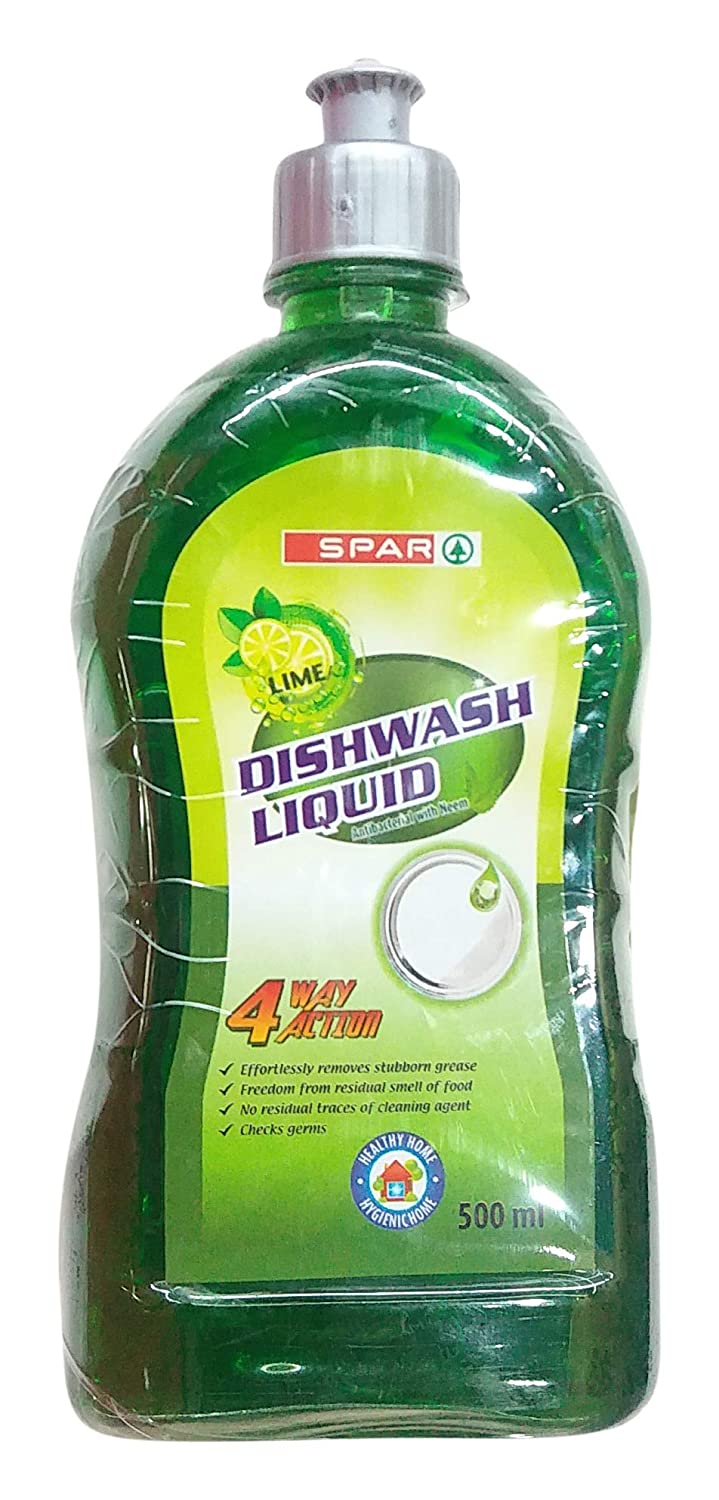 SPAR
LIME
DISHWASH
LIQUID
Antibacterial with Neem
4 WAY
ACTION
✓ Effortlessly removes stubborn grease
✓ Freedom from residual smell of food
✓ No residual traces of cleaning agent
✓ Checks germs
HEALTHY HOME
HYGIENIC HOME
500 ml